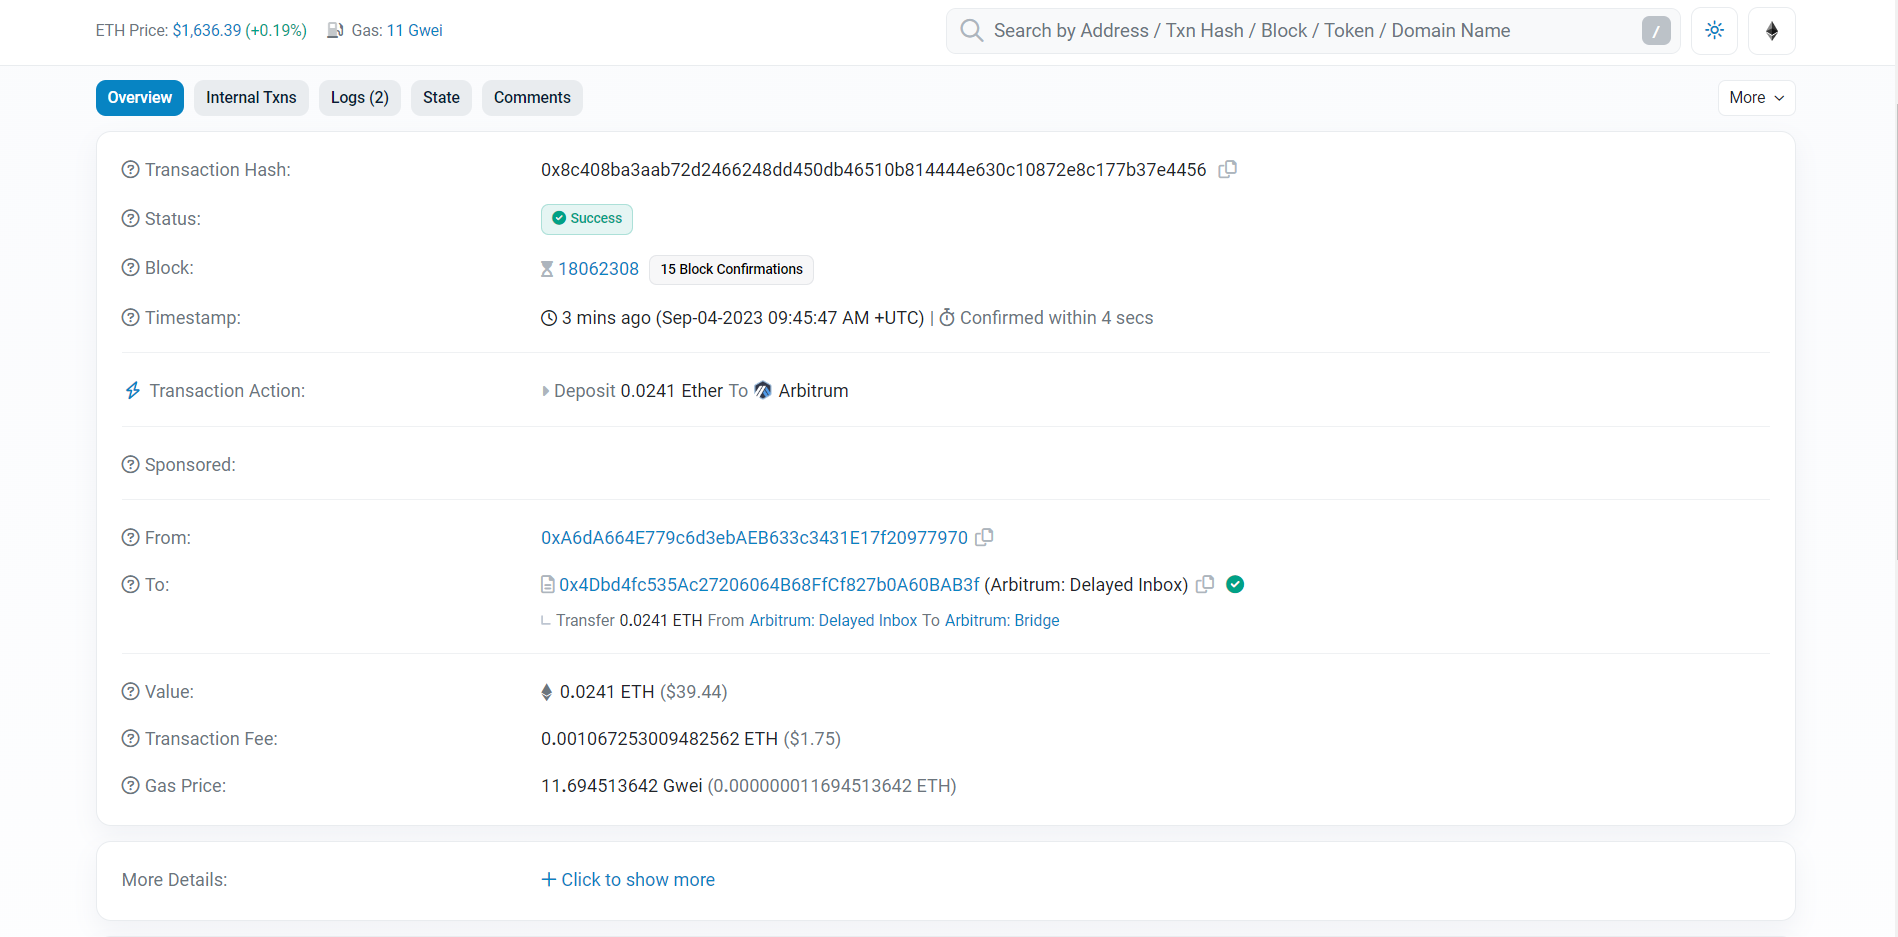 ETH Price: $1,636.39 (+0.19%) Gas: 11 Gwei
Search by Address / Txn Hash / Block / Token / Domain Name /
Overview Internal Txns Logs (2) State Comments More
Transaction Hash: 0x8c408ba3aab72d2466248dd450db46510b814444e630c10872e8c177b37e4456
Status: Success
Block: 18062308 15 Block Confirmations
Timestamp: 3 mins ago (Sep-04-2023 09:45:47 AM +UTC) | Confirmed within 4 secs
Transaction Action: Deposit 0.0241 Ether To Arbitrum
Sponsored:
From: 0xA6dA664E779c6d3ebAEB633c3431E17f20977970
To: 0x4Dbd4fc535Ac27206064B68FfCf827b0A60BAB3f (Arbitrum: Delayed Inbox)
Transfer 0.0241 ETH From Arbitrum: Delayed Inbox To Arbitrum: Bridge
Value: 0.0241 ETH ($39.44)
Transaction Fee: 0.001067253009482562 ETH ($1.75)
Gas Price: 11.694513642 Gwei (0.000000011694513642 ETH)
More Details: + Click to show more